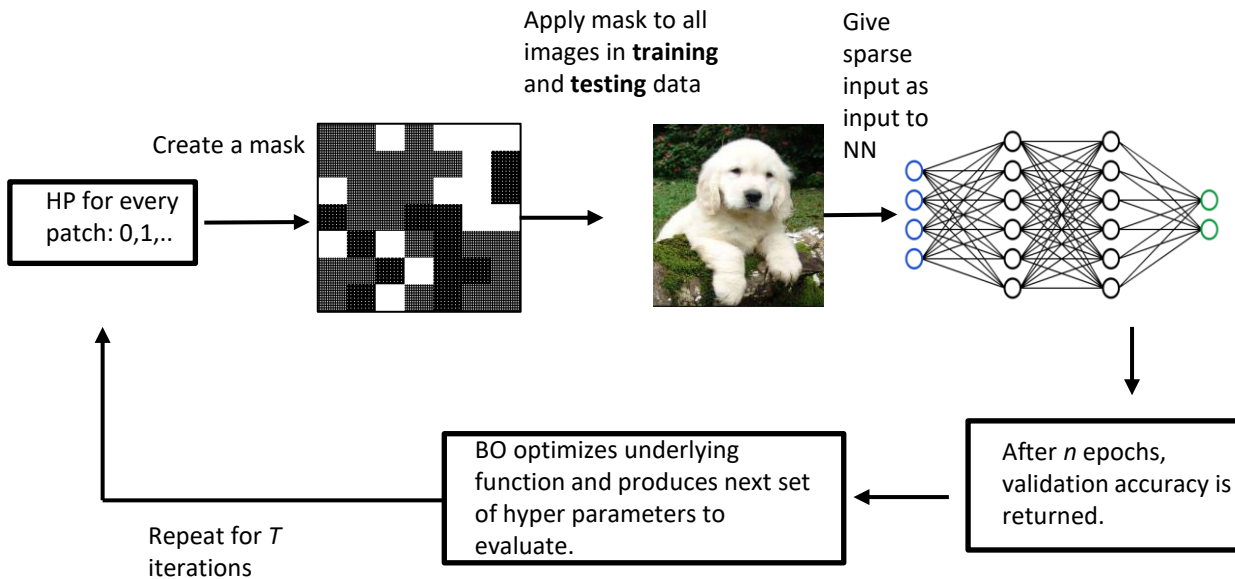 Apply mask to all
images in training
and testing data
Give
sparse
input as
input to
NN
Create a mask
HP for every
patch: 0,1,..
BO optimizes underlying
function and produces next set
of hyper parameters to
evaluate.
After n epochs,
validation accuracy is
returned.
Repeat for T
iterations